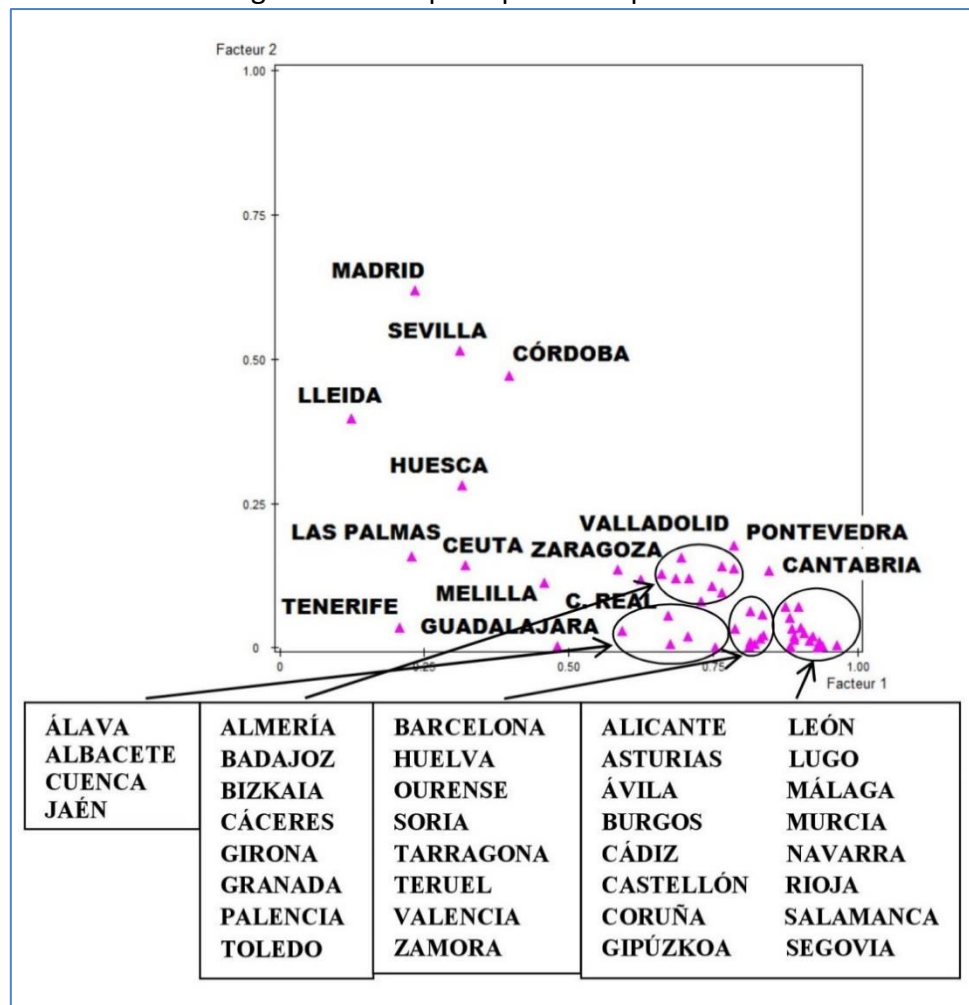 Facteur 2
1.00
0.75
MADRID
SEVILLA
CÓRDOBA
0.50
LLEIDA
HUESCA
0.25
LAS PALMAS
CEUTA
ZARAGOZA
VALLADOLID
PONTEVEDRA
CANTABRIA
MELILLA
C. REAL
TENERIFE
GUADALAJARA
0
0 0.25 0.50 0.75 1.00
Facteur 1
ÁLAVA
ALBACETE
CUENCA
JAÉN
ALMERÍA
BADAJOZ
BIZKAIA
CÁCERES
GIRONA
GRANADA
PALENCIA
TOLEDO
BARCELONA
HUELVA
OURENSE
SORIA
TARRAGONA
TERUEL
VALENCIA
ZAMORA
ALICANTE
ASTURIAS
ÁVILA
BURGOS
CÁDIZ
CASTELLÓN
CORUÑA
GIPÚZKOA
LEÓN
LUGO
MÁLAGA
MURCIA
NAVARRA
RIOJA
SALAMANCA
SEGOVIA